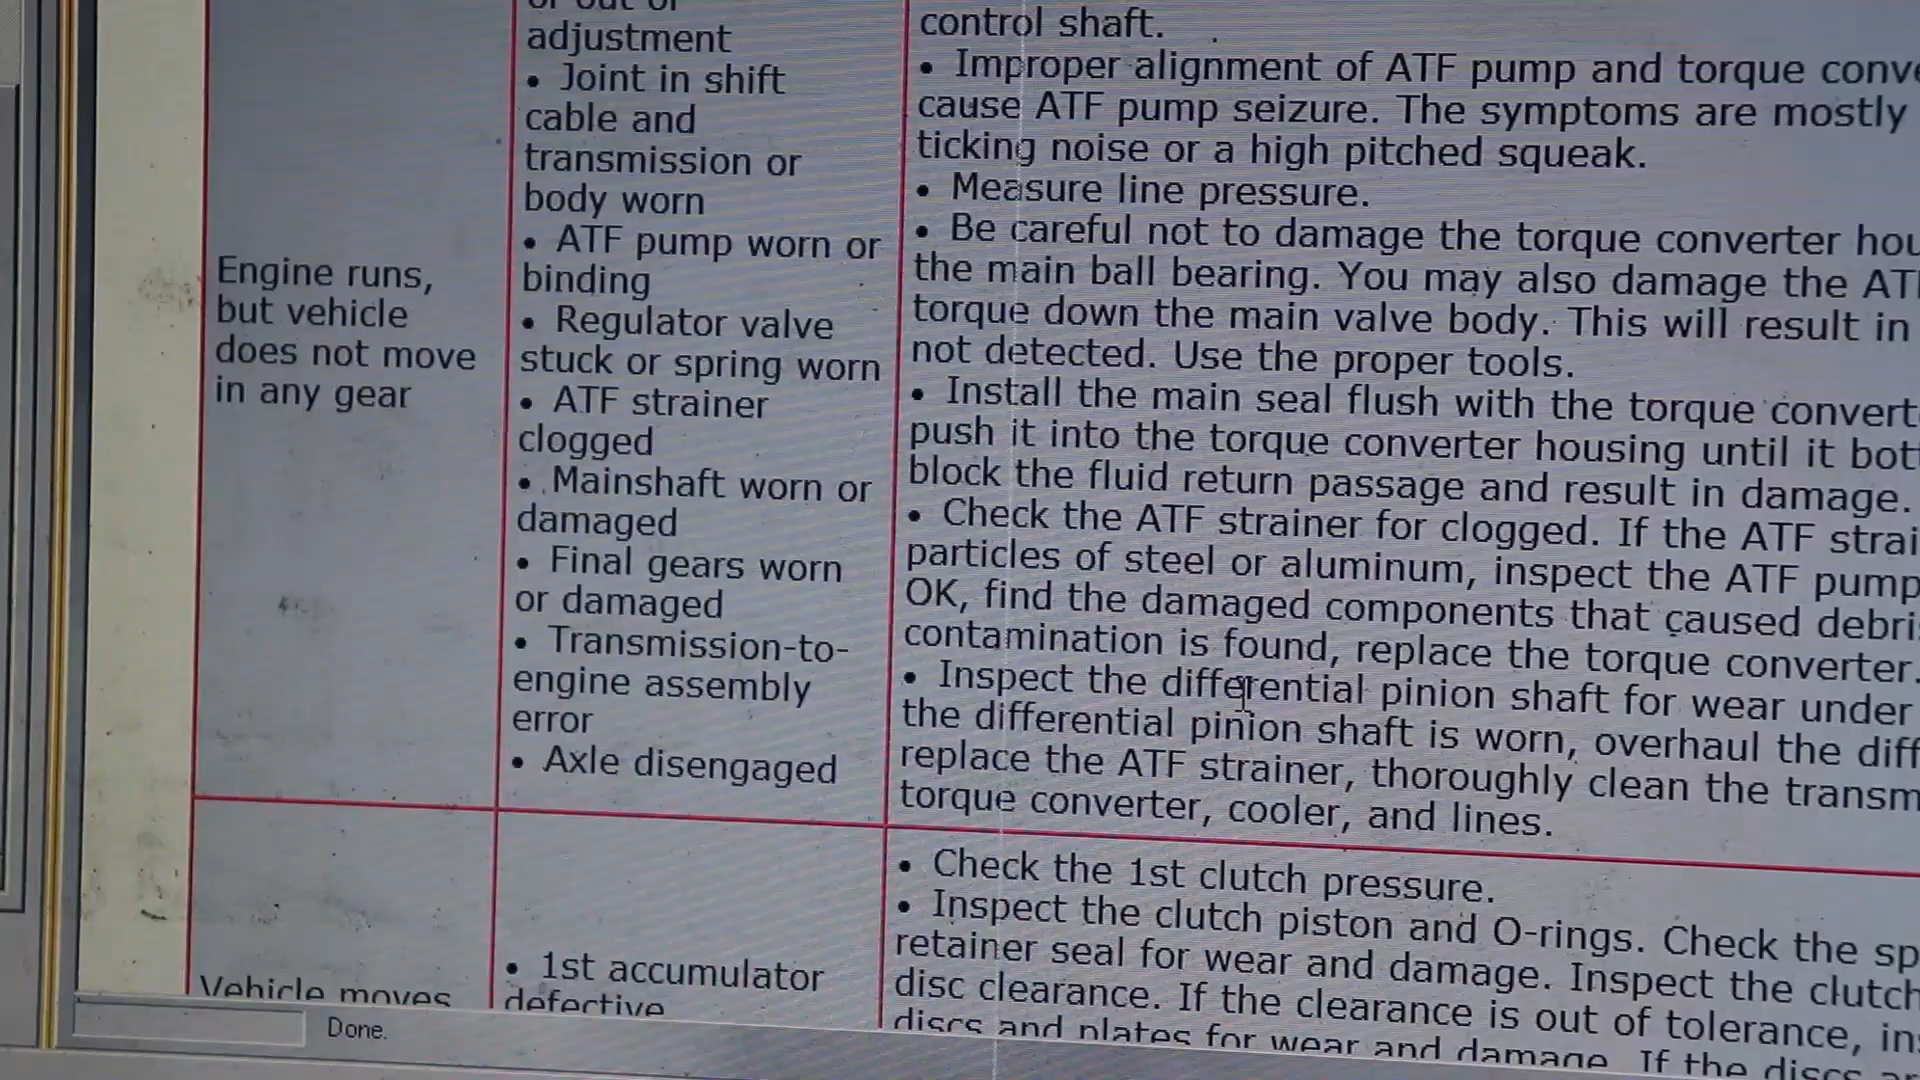 Engine runs,
but vehicle
does not move
in any gear
adjustment
• Joint in shift
cable and
transmission or
body worn
• ATF pump worn or
binding
• Regulator valve
stuck or spring worn
• ATF strainer
clogged
• Mainshaft worn or
damaged
• Final gears worn
or damaged
• Transmission-to-
engine assembly
error
• Axle disengaged
control shaft.
• Improper alignment of ATF pump and torque
cause ATF pump seizure. The symptoms are mostly
ticking noise or a high pitched squeak.
• Measure line pressure.
• Be careful not to damage the torque converter
the main ball bearing. You may also damage the
torque down the main valve body. This will result in
not detected. Use the proper tools.
• Install the main seal flush with the torque
push it into the torque converter housing until it
block the fluid return passage and result in damage.
• Check the ATF strainer for clogged. If the ATF
particles of steel or aluminum, inspect the ATF pump
OK, find the damaged components that caused
contamination is found, replace the torque converter.
• Inspect the differential pinion shaft for wear under
the differential pinion shaft is worn, overhaul the
replace the ATF strainer, thoroughly clean the
torque converter, cooler, and lines.
Vehicle moves
• 1st accumulator
defective
• Check the 1st clutch pressure.
• Inspect the clutch piston and O-rings. Check the
retainer seal for wear and damage. Inspect the clutch
disc clearance. If the clearance is out of tolerance,
discs and plates for wear and damage. If the discs
Done.